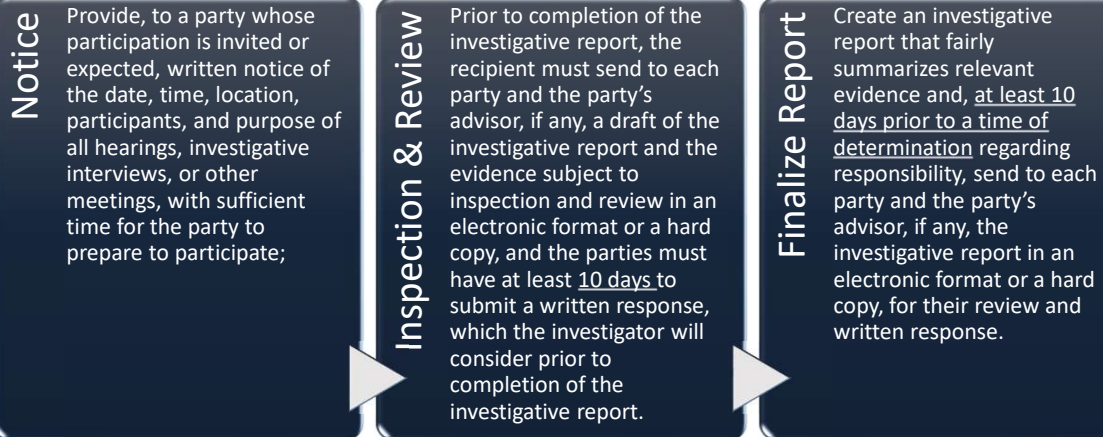 Notice
Provide, to a party whose
participation is invited or
expected, written notice of
the date, time, location,
participants, and purpose of
all hearings, investigative
interviews, or other
meetings, with sufficient
time for the party to
prepare to participate;
Inspection & Review
Prior to completion of the
investigative report, the
recipient must send to each
party and the party’s
advisor, if any, a draft of the
investigative report and the
evidence subject to
inspection and review in an
electronic format or a hard
copy, and the parties must
have at least 10 days to
submit a written response,
which the investigator will
consider prior to
completion of the
investigative report.
Finalize Report
Create an investigative
report that fairly
summarizes relevant
evidence and, at least 10
days prior to a time of
determination regarding
responsibility, send to each
party and the party’s
advisor, if any, the
investigative report in an
electronic format or a hard
copy, for their review and
written response.